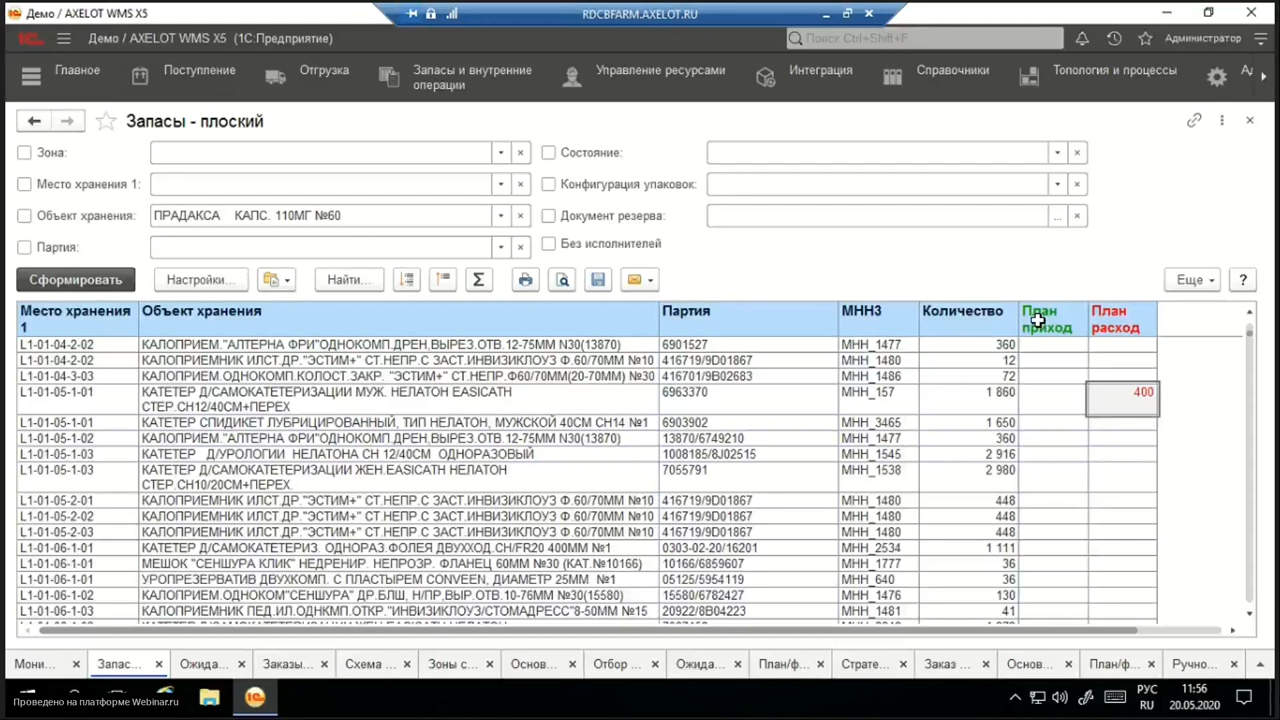 Демо / AXELOT WMS X5
RDCBFARM.AXELOT.RU
Демо / AXELOT WMS X5 (1С:Предприятие)
Поиск Ctrl+Shift+F
Администратор
Главное
Поступление
Отгрузка
Запасы и внутренние
операции
Управление ресурсами
Интеграция
Справочники
Топология и процессы
Запасы - плоский
Зона:
Состояние:
Место хранения 1:
Конфигурация упаковок:
Объект хранения: ПРАДАКСА КАПС. 110МГ №60
Документ резерва:
Партия:
Без исполнителей
Сформировать Настройки... Найти... Еще ?
Место хранения 1 Объект хранения Партия МНН3 Количество План приход План расход
L1-01-04-2-02 КАЛОПРИЕМ."АЛТЕРНА ФРИ"ОДНОКОМП.ДРЕН,ВЫРЕЗ.ОТВ.12-75ММ N30(13870) 6901527 МНН_1477 360
L1-01-04-2-02 КАЛОПРИЕМНИК ИЛСТ.ДР."ЭСТИМ+" СТ.НЕПР.С ЗАСТ.ИНВИЗИКЛОУЗ Ф.60/70ММ №10 416719/9D01867 МНН_1480 12
L1-01-04-3-03 КАЛОПРИЕМ.ОДНОКОМП.КОЛОСТ.ЗАКР. "ЭСТИМ+" СТ.НЕПР.Ф60/70ММ(20-70ММ) №30 416701/9B02683 МНН_1486 72
L1-01-05-1-01 КАТЕТЕР Д/САМОКАТЕТЕРИЗАЦИИ МУЖ. НЕЛАТОН EASICATH 6963370 МНН_157 1 860 400
СТЕР.СН12/40СМ+ПЕРЕХ
L1-01-05-1-01 КАТЕТЕР СПИДИКЕТ ЛУБРИЦИРОВАННЫЙ, ТИП НЕЛАТОН, МУЖСКОЙ 40СМ СН14 №1 6903902 МНН_3465 1 650
L1-01-05-1-02 КАЛОПРИЕМ."АЛТЕРНА ФРИ"ОДНОКОМП.ДРЕН,ВЫРЕЗ.ОТВ.12-75ММ N30(13870) 13870/6749210 МНН_1477 360
L1-01-05-1-03 КАТЕТЕР Д/УРОЛОГИИ НЕЛАТОНА СН 12/40СМ ОДНОРАЗОВЫЙ 1008185/8J02515 МНН_1545 2 916
L1-01-05-1-03 КАТЕТЕР Д/САМОКАТЕТЕРИЗАЦИИ ЖЕН.EASICATH НЕЛАТОН 7055791 МНН_1538 2 980
СТЕР.СН10/20СМ+ПЕРЕХ.
L1-01-05-2-01 КАЛОПРИЕМНИК ИЛСТ.ДР."ЭСТИМ+" СТ.НЕПР.С ЗАСТ.ИНВИЗИКЛОУЗ Ф.60/70ММ №10 416719/9D01867 МНН_1480 448
L1-01-05-2-02 КАЛОПРИЕМНИК ИЛСТ.ДР."ЭСТИМ+" СТ.НЕПР.С ЗАСТ.ИНВИЗИКЛОУЗ Ф.60/70ММ №10 416719/9D01867 МНН_1480 448
L1-01-05-2-03 КАЛОПРИЕМНИК ИЛСТ.ДР."ЭСТИМ+" СТ.НЕПР.С ЗАСТ.ИНВИЗИКЛОУЗ Ф.60/70ММ №10 416719/9D01867 МНН_1480 448
L1-01-06-1-01 КАТЕТЕР Д/САМОКАТЕТЕРИЗ. ОДНОРАЗ.ФОЛЕЯ ДВУХХОД.CH/FR20 400ММ №1 0303-02-20/16201 МНН_2534 1 111
L1-01-06-1-01 МЕШОК "СЕНШУРА КЛИК" НЕДРЕНИР. НЕПРОЗР. ФЛАНЕЦ 60ММ №30 (КАТ.№10166) 10166/6859607 МНН_1777 36
L1-01-06-1-01 УРОПРЕЗЕРВАТИВ ДВУХКОМП. С ПЛАСТЫРЕМ CONVEEN, ДИАМЕТР 25ММ №1 05125/5954119 МНН_640 36
L1-01-06-1-02 КАЛОПРИЕМ.ОДНОКОМ"СЕНШУРА" ДР.БЛШ, Н/ПР,ВЫР.ОТВ.10-76ММ №30(15580) 15580/6782427 МНН_1476 130
L1-01-06-1-03 КАЛОПРИЕМНИК ПЕД.ИЛ.ОДНКМП.ОТКР."ИНВИЗИКЛОУЗ/СТОМАДРЕСС"8-50ММ №15 20922/8B04223 МНН_1481 41
Мони... Запас... Ожида... Заказы... Схема ... Зоны с... Основ... Отбор ... Ожида... План/ф... Страте... Заказ ... Основ... План/ф... Ручно...
Проведено на платформе Webinar.ru
РУС
RU
11:56
20.05.2020